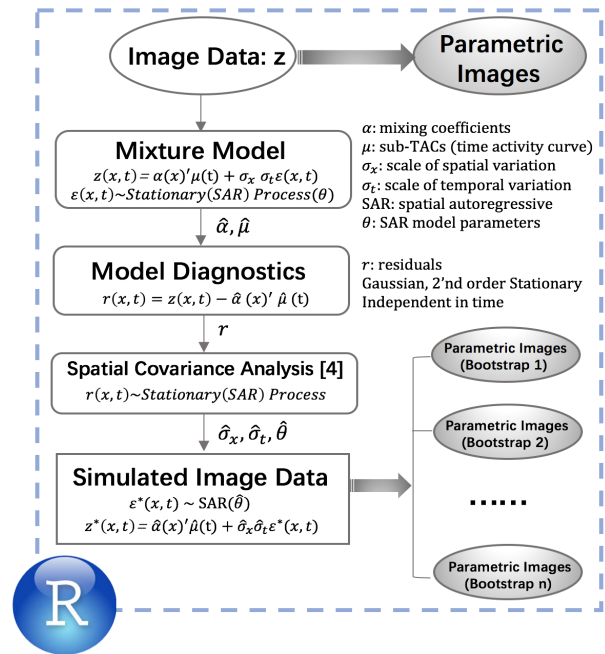 Image Data: z
Parametric
Images
Mixture Model
z(x,t)=α(x)′μ(t) + σₓ σₜε(x,t)
ε(x,t)~Stationary(SAR) Process(θ)
α: mixing coefficients
μ: sub-TACs (time activity curve)
σₓ: scale of spatial variation
σₜ: scale of temporal variation
SAR: spatial autoregressive
θ: SAR model parameters
α̂, μ̂
Model Diagnostics
r(x,t) = z(x,t) − α̂ (x)′ μ̂ (t)
r: residuals
Gaussian, 2'nd order Stationary
Independent in time
r
Spatial Covariance Analysis [4]
r(x,t)~Stationary(SAR) Process
σ̂ₓ, σ̂ₜ, θ̂
Simulated Image Data
ε*(x,t) ~ SAR(θ̂)
z*(x,t)= α̂(x)′μ̂(t) + σ̂ₓσ̂ₜε*(x,t)
Parametric Images
(Bootstrap 1)
Parametric Images
(Bootstrap 2)
......
Parametric Images
(Bootstrap n)
R